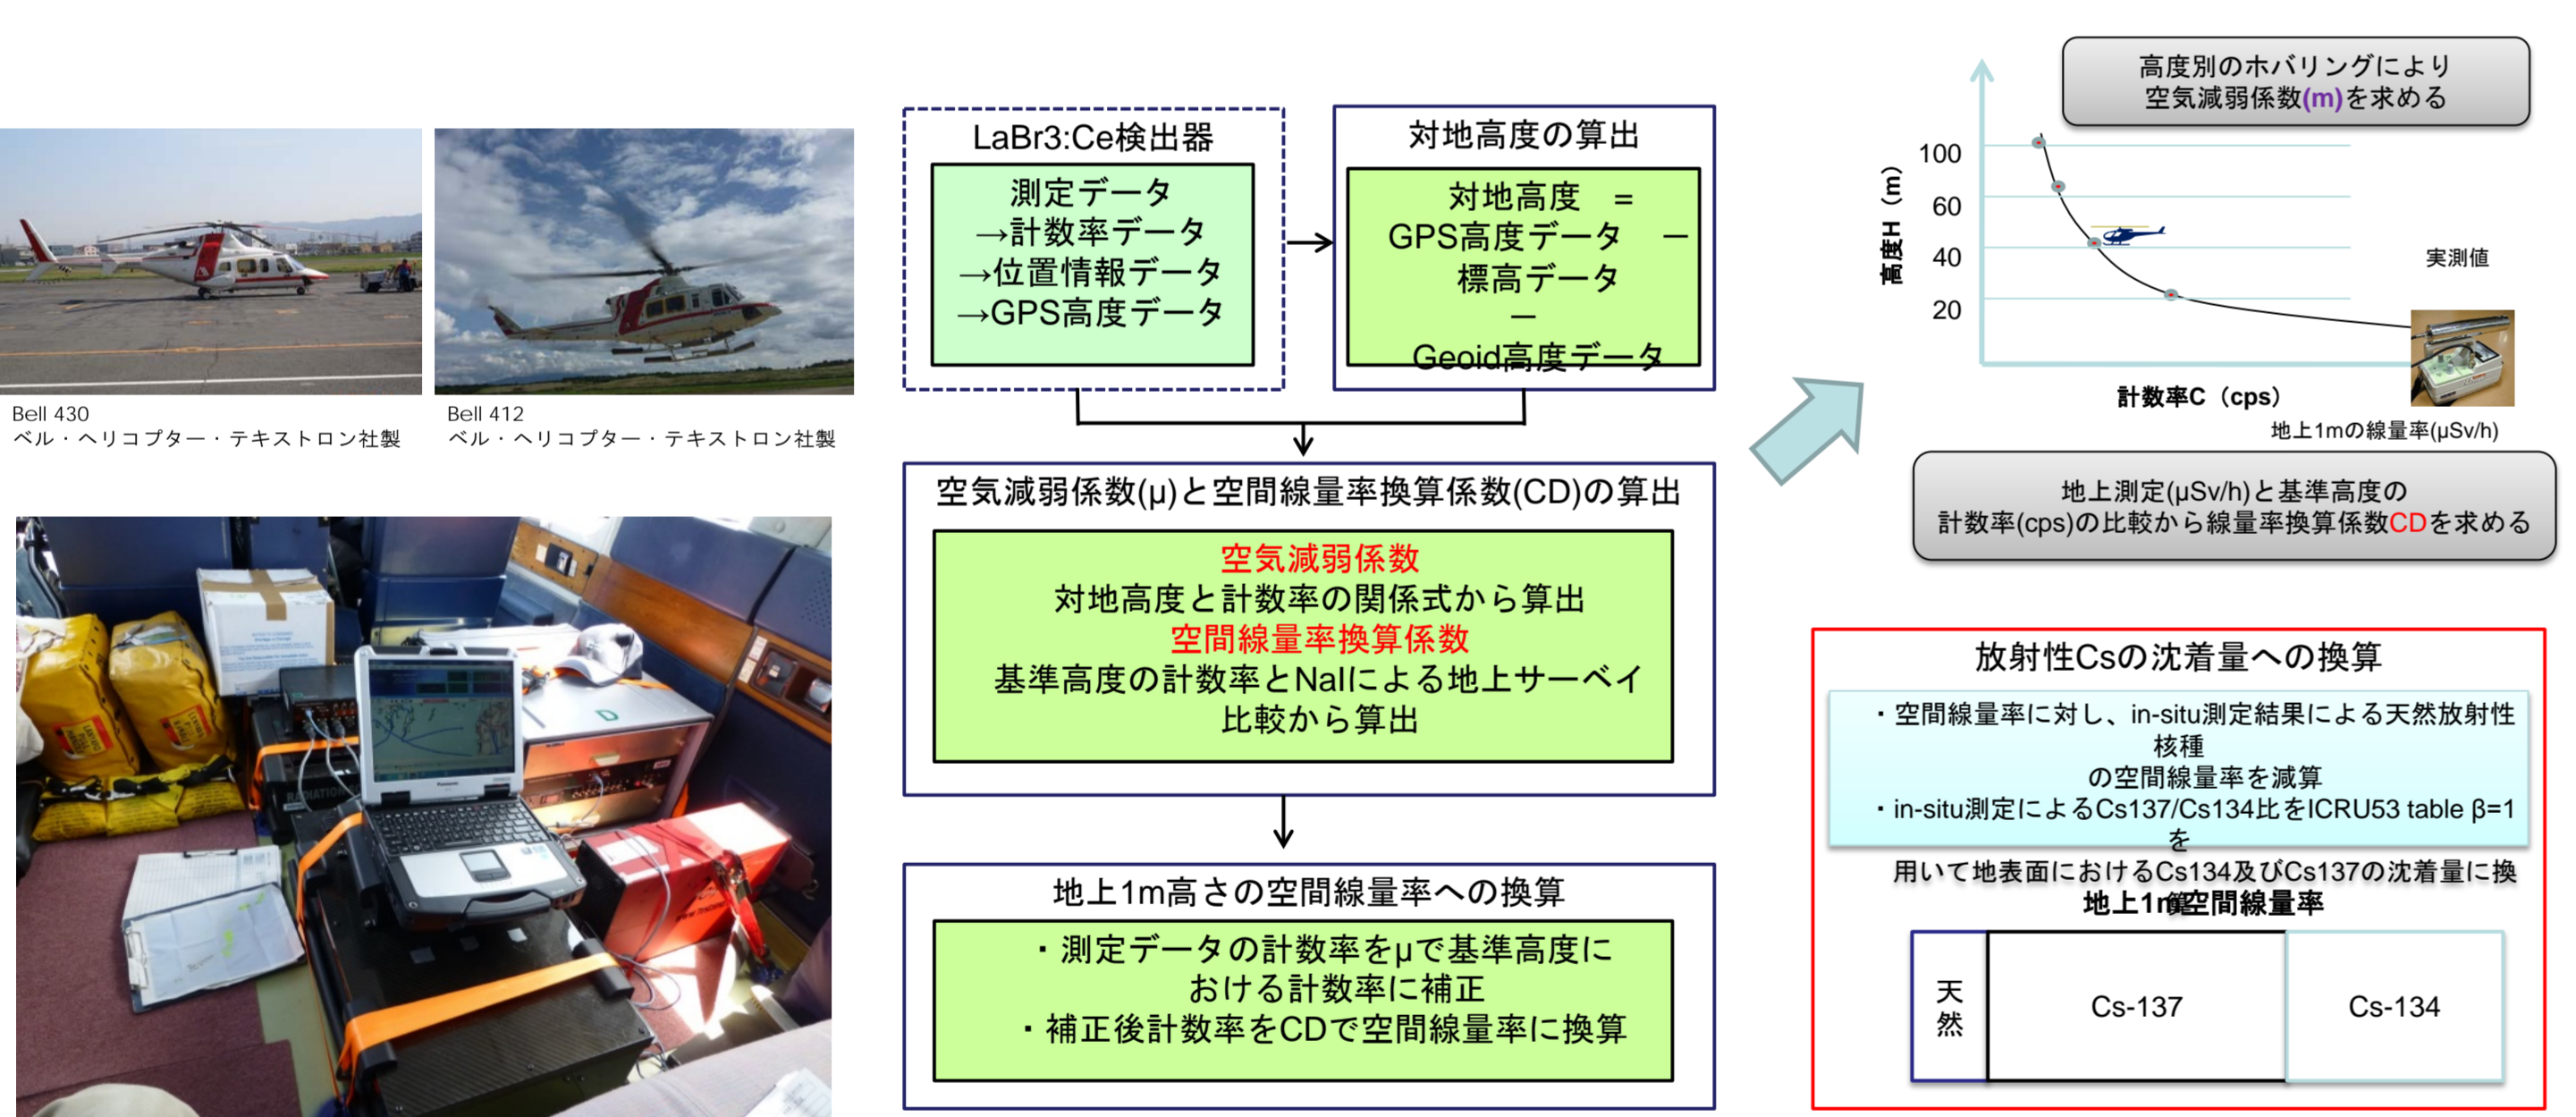 Bell 430
ベル・ヘリコプター・テキストロン社製
Bell 412
ベル・ヘリコプター・テキストロン社製
LaBr3:Ce検出器
測定データ
→計数率データ
→位置情報データ
→GPS高度データ
対地高度の算出
対地高度 =
GPS高度データ －
標高データ
－
Geoid高度データ
空気減弱係数(μ)と空間線量率換算係数(CD)の算出
空気減弱係数
対地高度と計数率の関係式から算出
空間線量率換算係数
基準高度の計数率とNaIによる地上サーベイ
比較から算出
地上1m高さの空間線量率への換算
・測定データの計数率をμで基準高度に
おける計数率に補正
・補正後計数率をCDで空間線量率に換算
高度別のホバリングにより
空気減弱係数(m)を求める
高度H（m）
100
60
40
20
実測値
計数率C（cps）
地上1mの線量率(μSv/h)
地上測定(μSv/h)と基準高度の
計数率(cps)の比較から線量率換算係数CDを求める
放射性Csの沈着量への換算
・空間線量率に対し、in-situ測定結果による天然放射性
核種
の空間線量率を減算
・in-situ測定によるCs137/Cs134比をICRU53 table β=1
を
用いて地表面におけるCs134及びCs137の沈着量に換
算
地上1m空間線量率
天
然
Cs-137
Cs-134
D
Panasonic